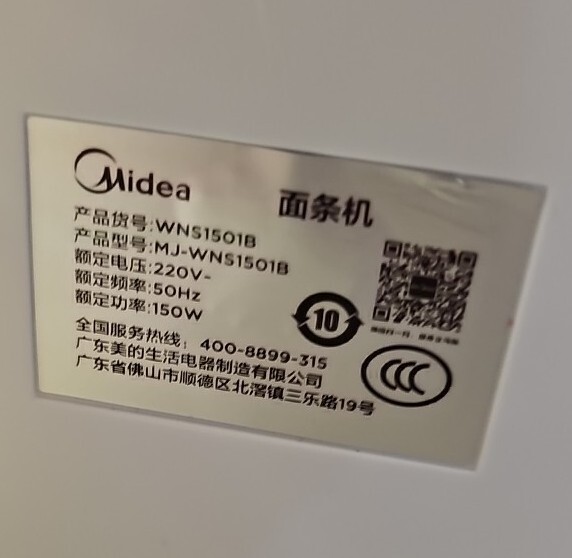 Midea
面条机
产品货号:WNS1501B
产品型号:MJ-WNS1501B
额定电压:220V~
额定频率:50Hz
额定功率:150W
10
全国服务热线: 400-8899-315
广东美的生活电器制造有限公司
广东省佛山市顺德区北滘镇三乐路19号
CCC